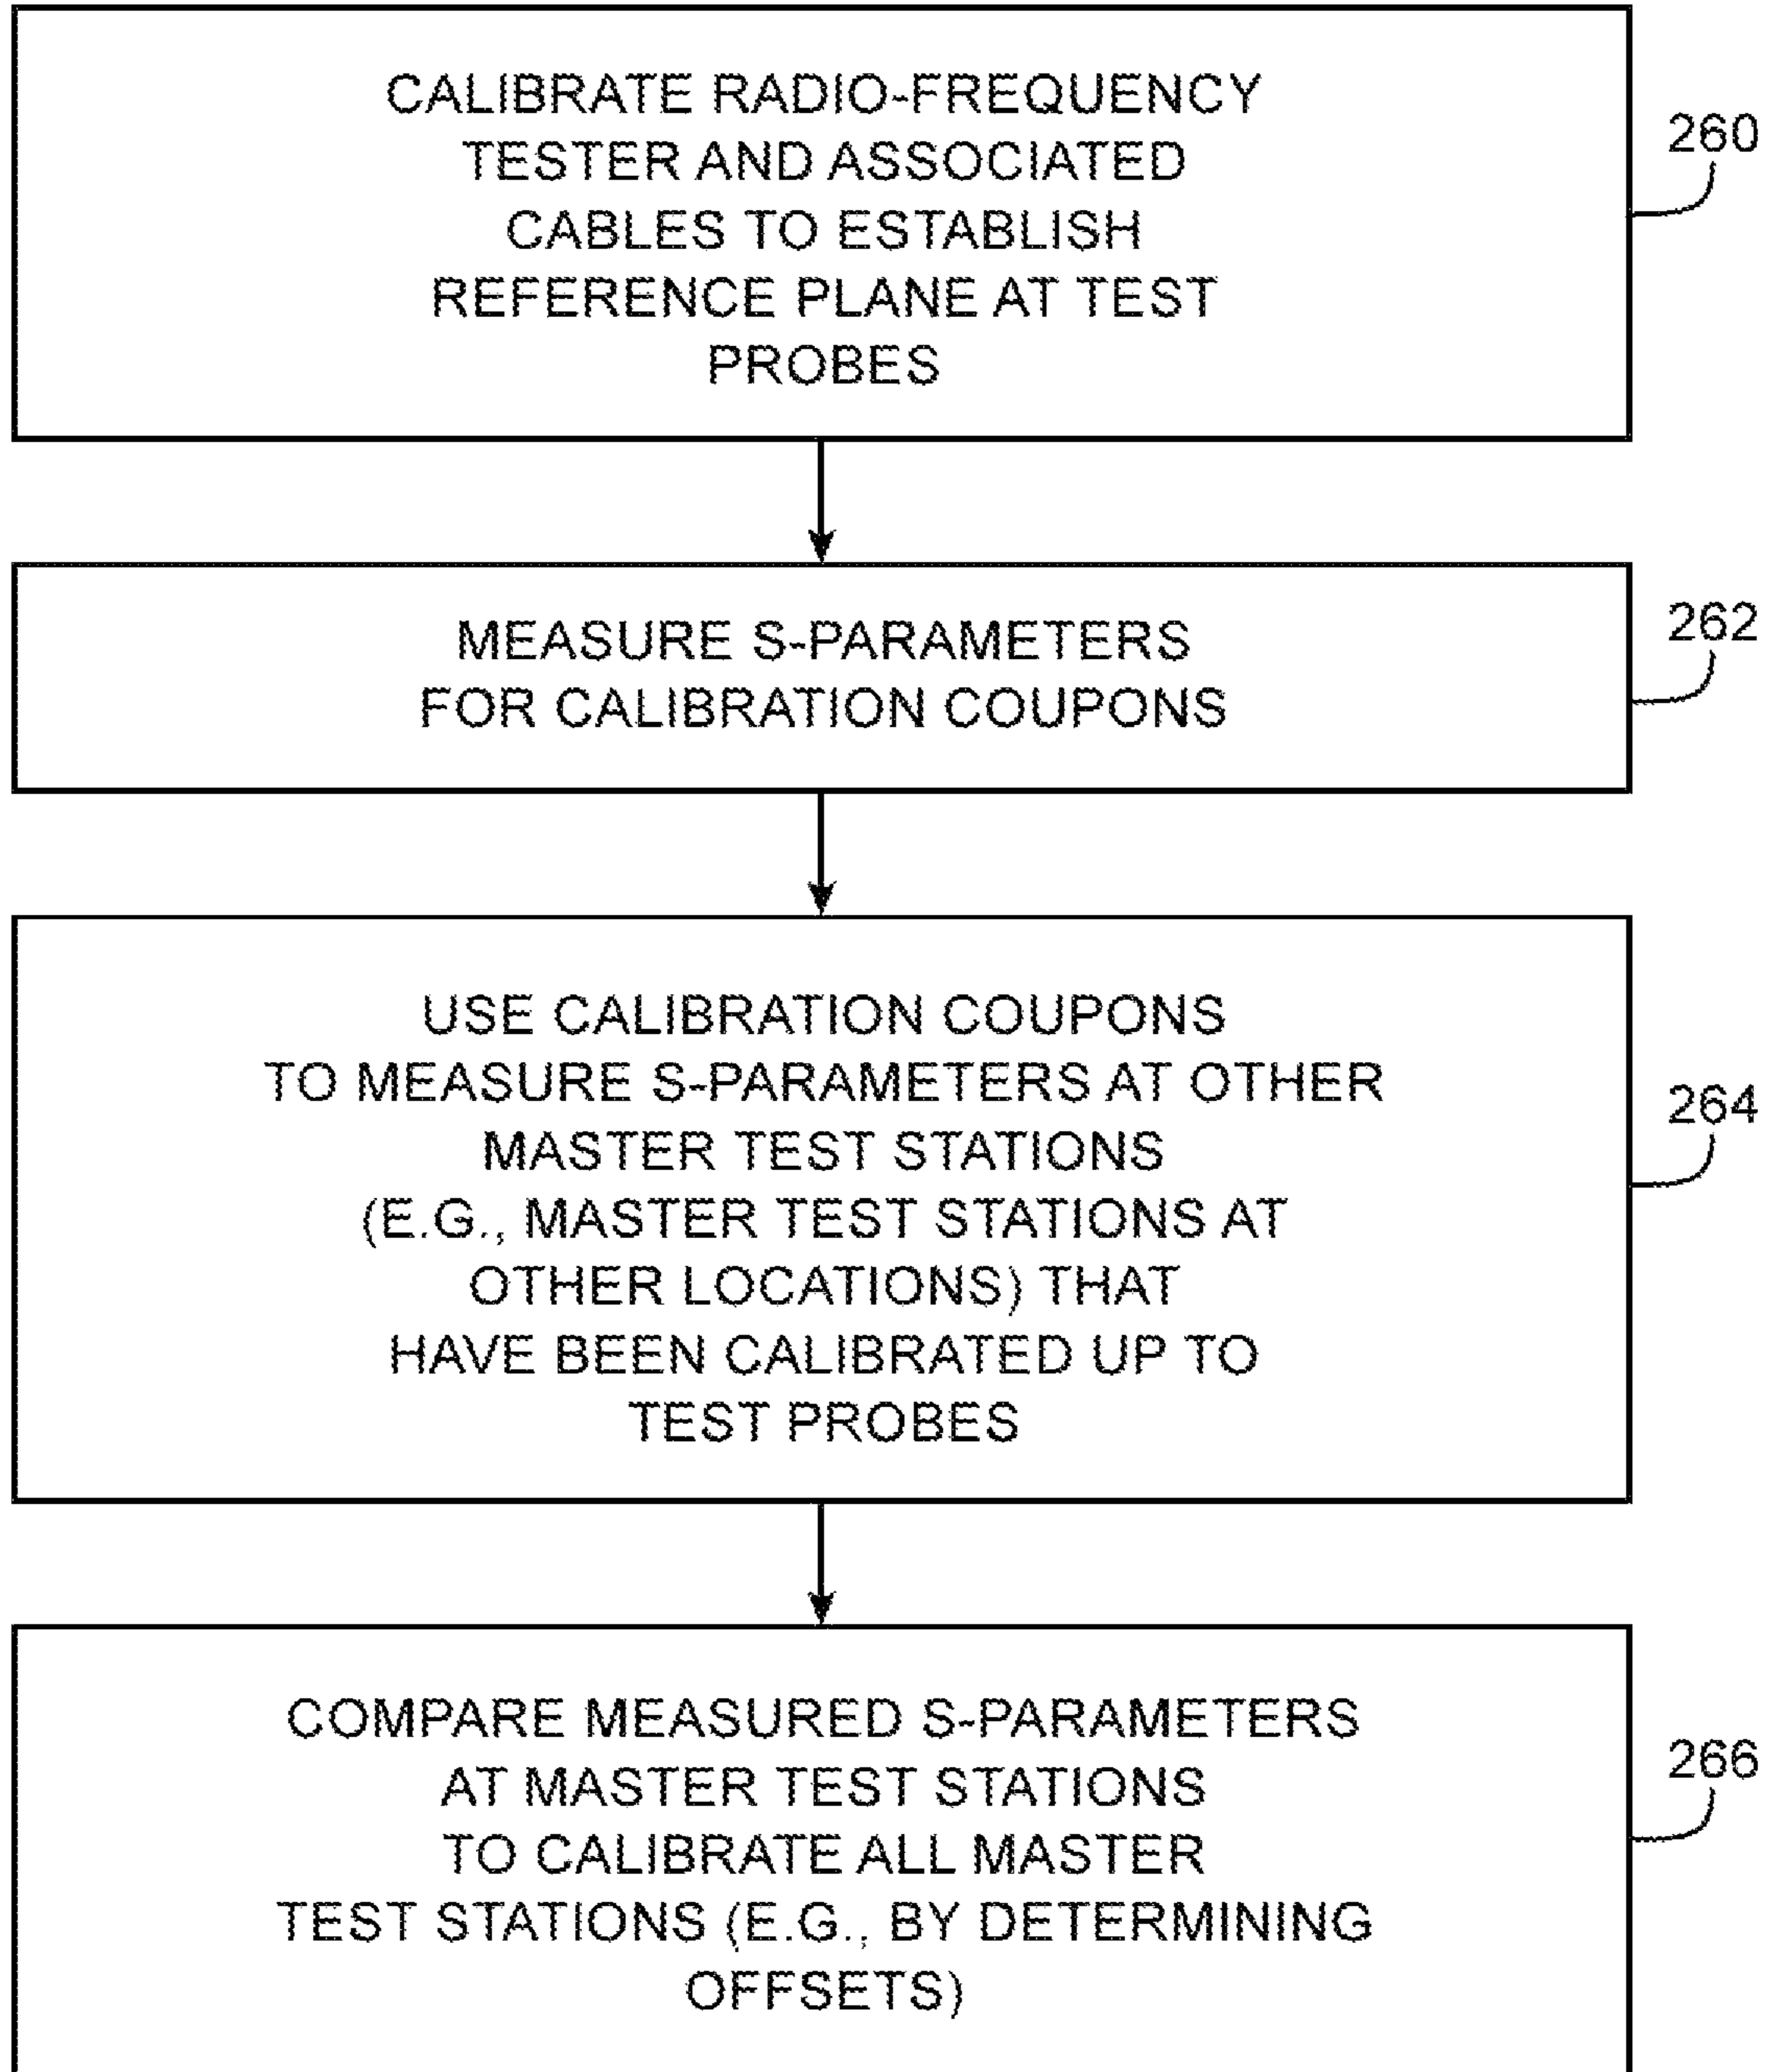 CALIBRATE RADIO-FREQUENCY
TESTER AND ASSOCIATED
CABLES TO ESTABLISH
REFERENCE PLANE AT TEST
PROBES
260
MEASURE S-PARAMETERS
FOR CALIBRATION COUPONS
262
USE CALIBRATION COUPONS
TO MEASURE S-PARAMETERS AT OTHER
MASTER TEST STATIONS
(E.G., MASTER TEST STATIONS AT
OTHER LOCATIONS) THAT
HAVE BEEN CALIBRATED UP TO
TEST PROBES
264
COMPARE MEASURED S-PARAMETERS
AT MASTER TEST STATIONS
TO CALIBRATE ALL MASTER
TEST STATIONS (E.G., BY DETERMINING
OFFSETS)
266